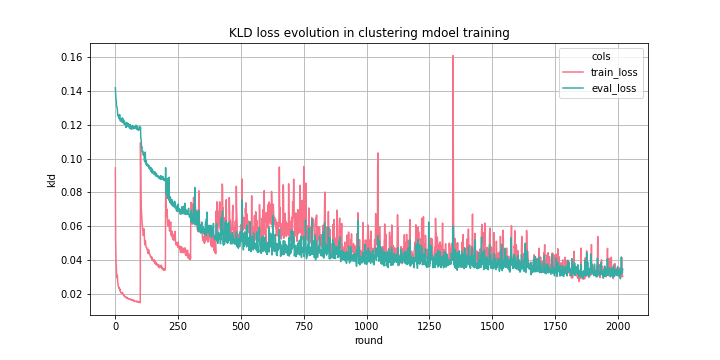 KLD loss evolution in clustering mdoel training
cols
train_loss
eval_loss
kld
0.16
0.14
0.12
0.10
0.08
0.06
0.04
0.02
0
250
500
750
1000
1250
1500
1750
2000
round